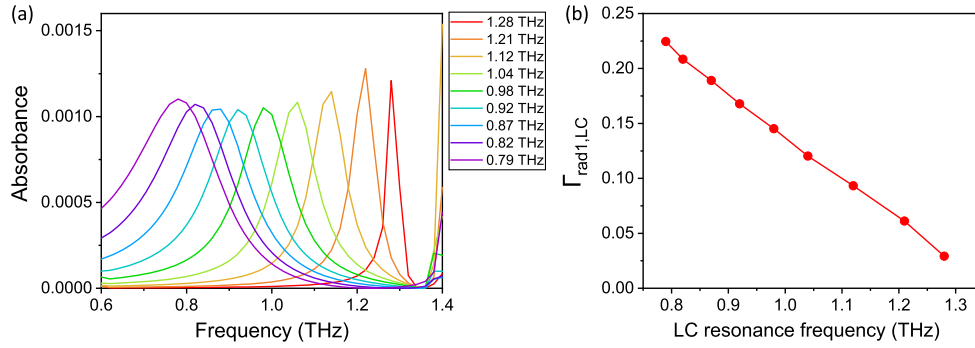 (a)
Absorbance
0.0015
0.0010
0.0005
0.0000
0.6
0.8
1.0
1.2
1.4
Frequency (THz)
1.28 THz
1.21 THz
1.12 THz
1.04 THz
0.98 THz
0.92 THz
0.87 THz
0.82 THz
0.79 THz
(b)
Γrad1,LC
0.25
0.20
0.15
0.10
0.05
0.00
0.8
0.9
1.0
1.1
1.2
1.3
LC resonance frequency (THz)